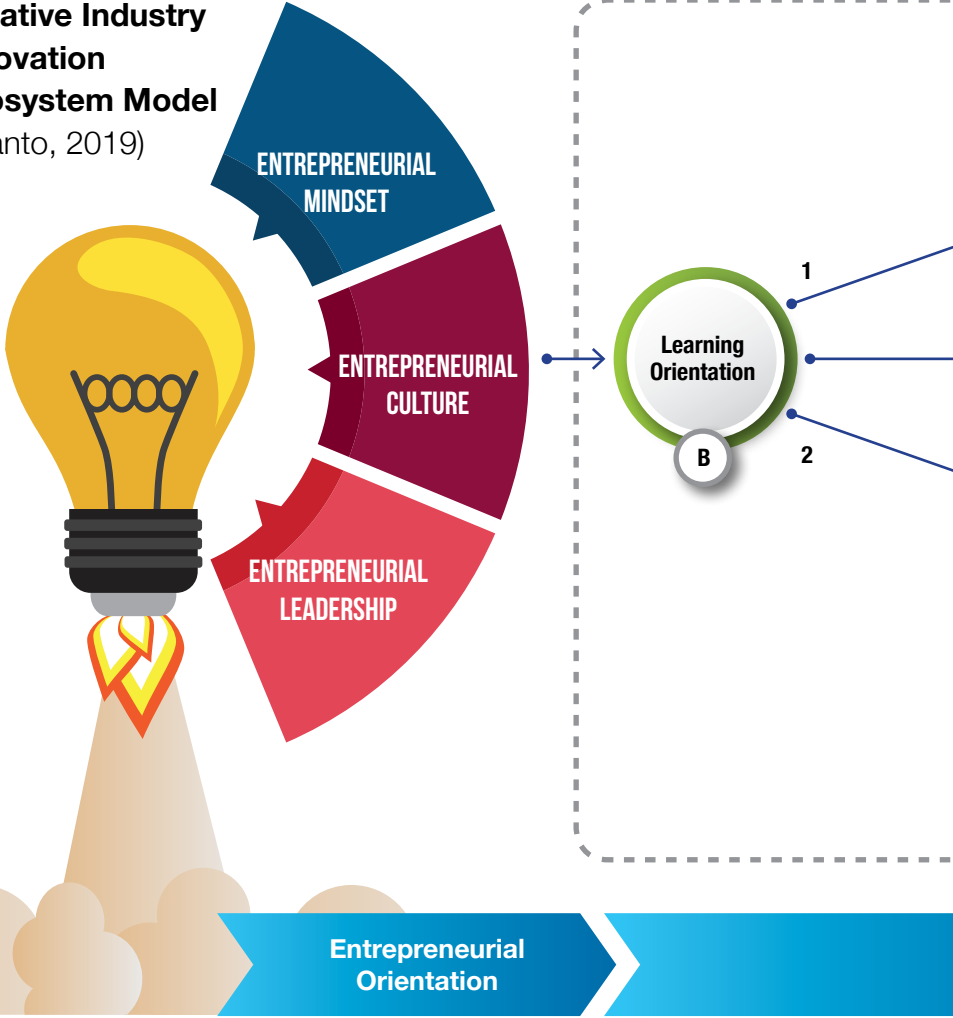 ative Industry
ovation
osystem Model
anto, 2019)
ENTREPRENEURIAL
MINDSET
ENTREPRENEURIAL
CULTURE
ENTREPRENEURIAL
LEADERSHIP
1
Learning
Orientation
B
2
Entrepreneurial
Orientation